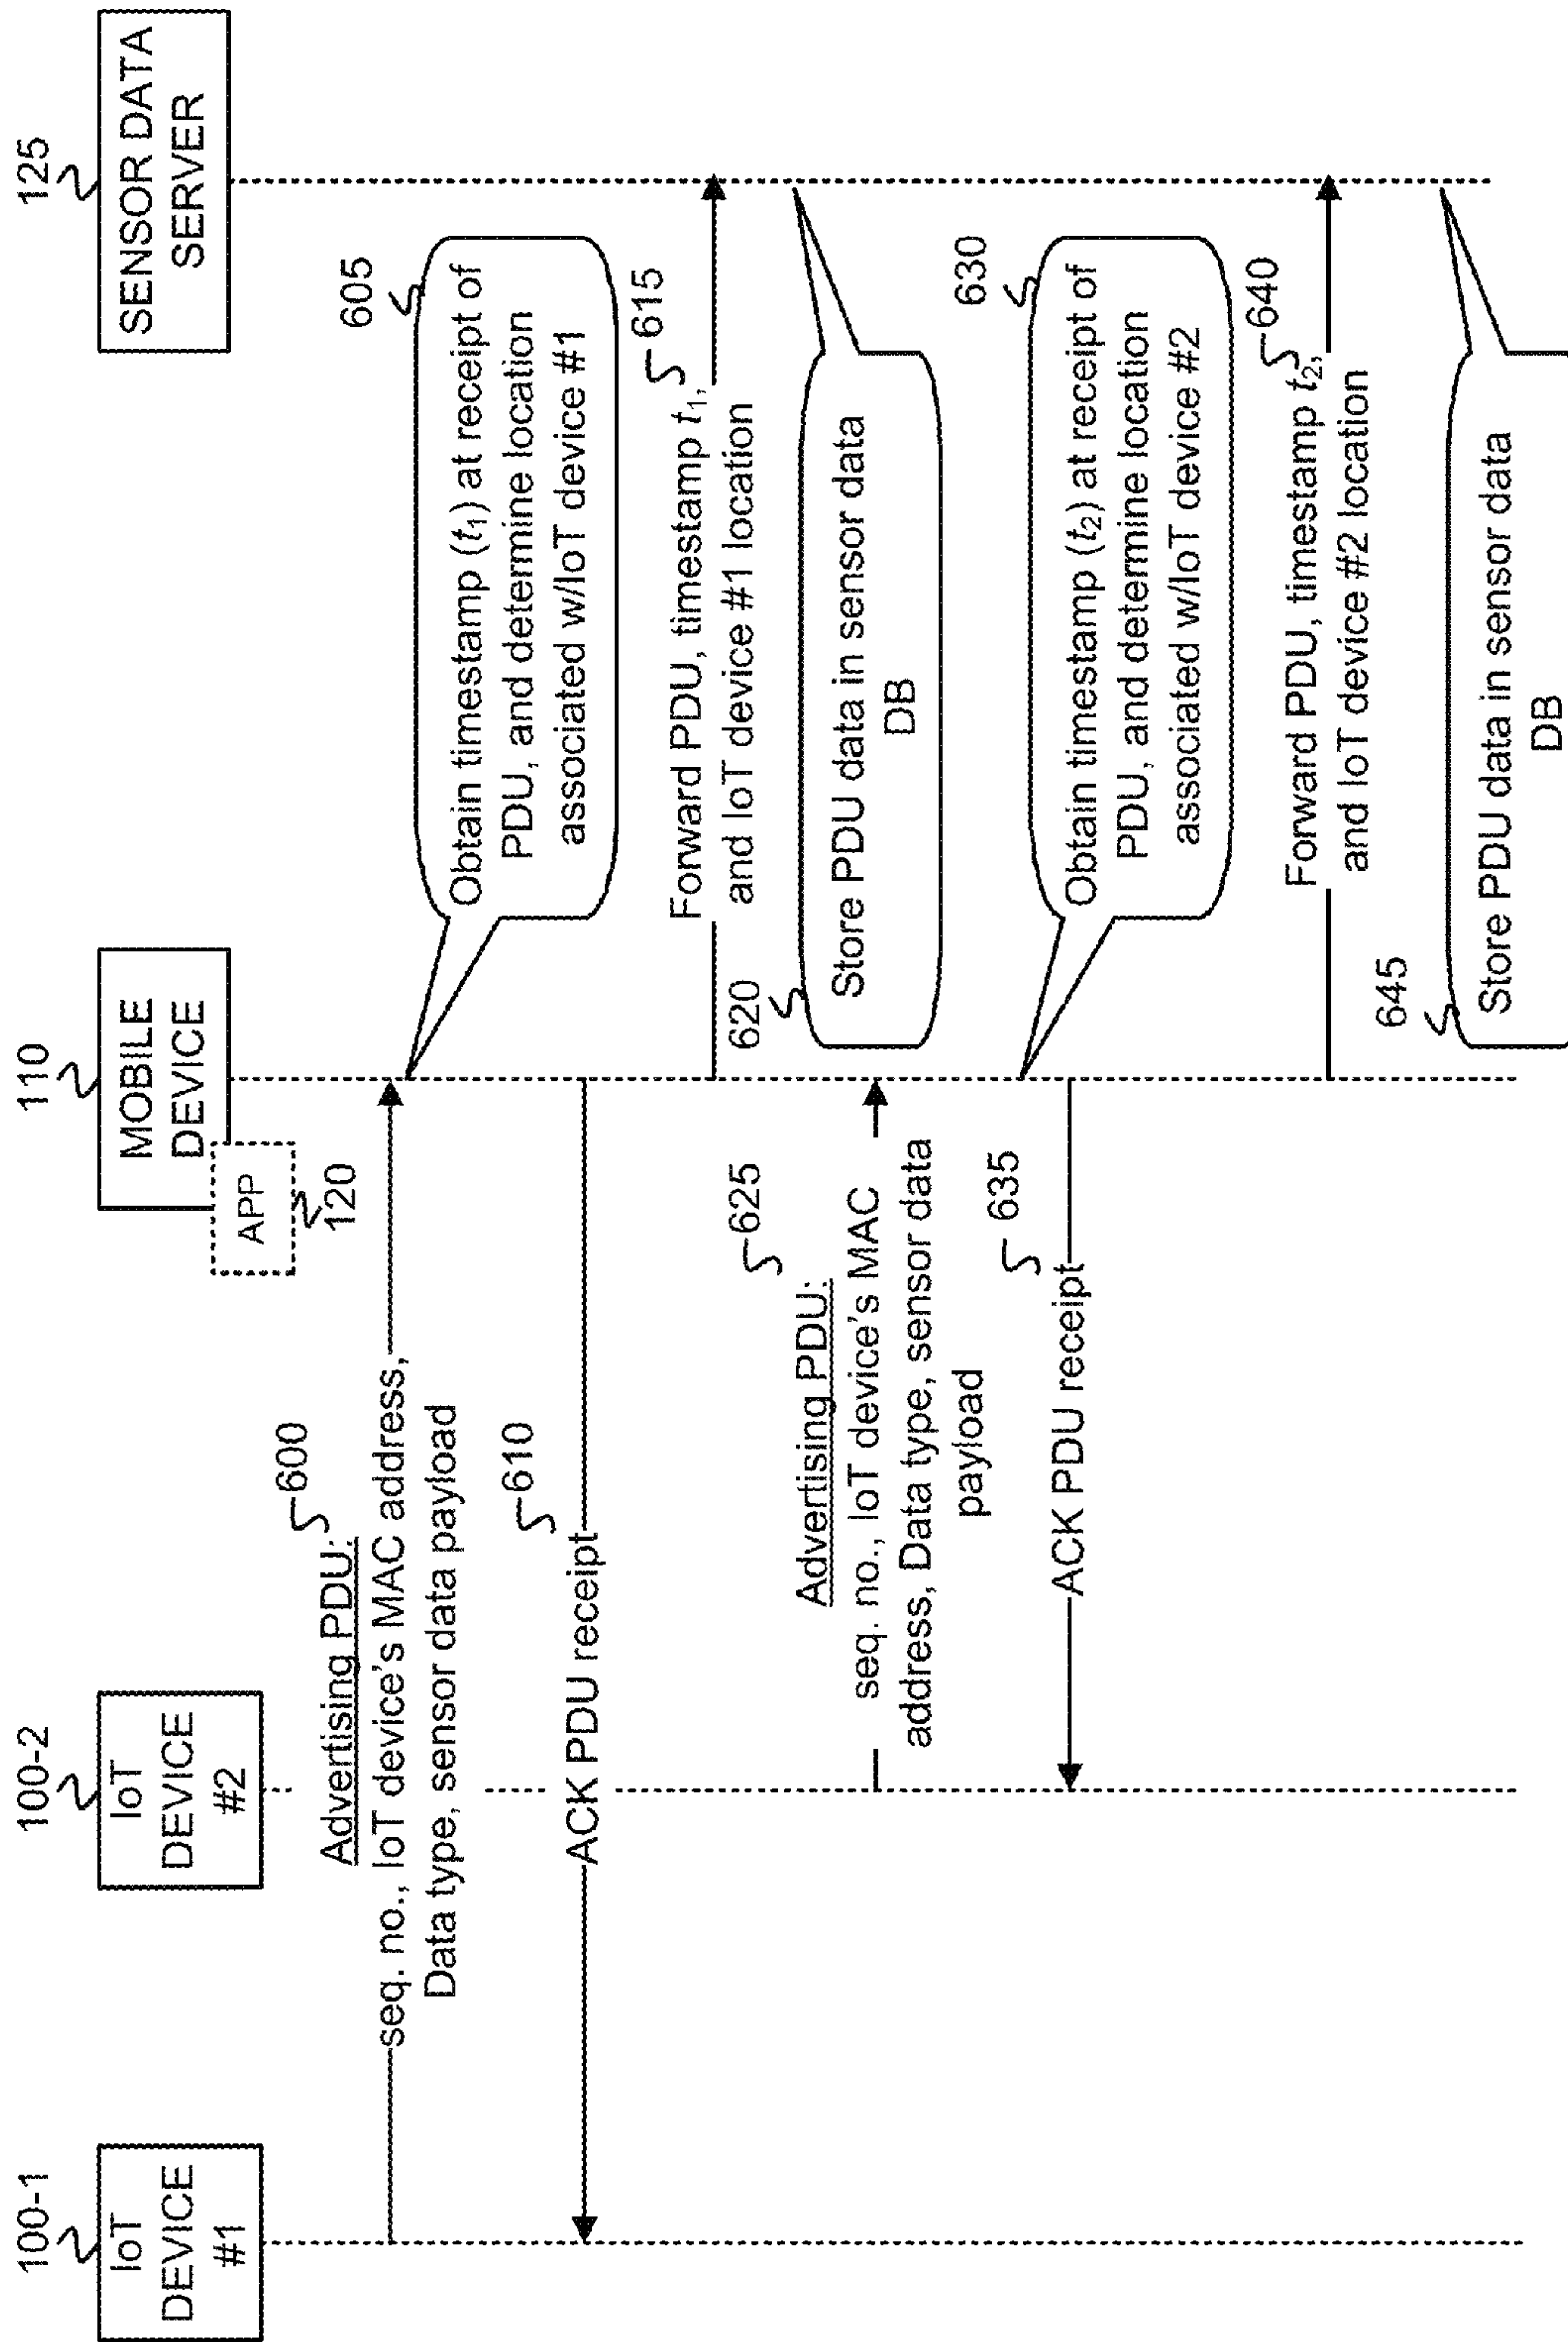 100-1
IoT
DEVICE
#1
100-2
IoT
DEVICE
#2
110
MOBILE
DEVICE
APP
120
125
SENSOR DATA
SERVER
600
Advertising PDU:
seq. no., IoT device's MAC address,
Data type, sensor data payload
605
Obtain timestamp (t1) at receipt of
PDU, and determine location
associated w/IoT device #1
610
ACK PDU receipt
615
Forward PDU, timestamp t1,
and IoT device #1 location
620
Store PDU data in sensor data
DB
625
Advertising PDU:
seq. no., IoT device's MAC
address, Data type, sensor data
payload
630
Obtain timestamp (t2) at receipt of
PDU, and determine location
associated w/IoT device #2
635
ACK PDU receipt
640
Forward PDU, timestamp t2,
and IoT device #2 location
645
Store PDU data in sensor data
DB